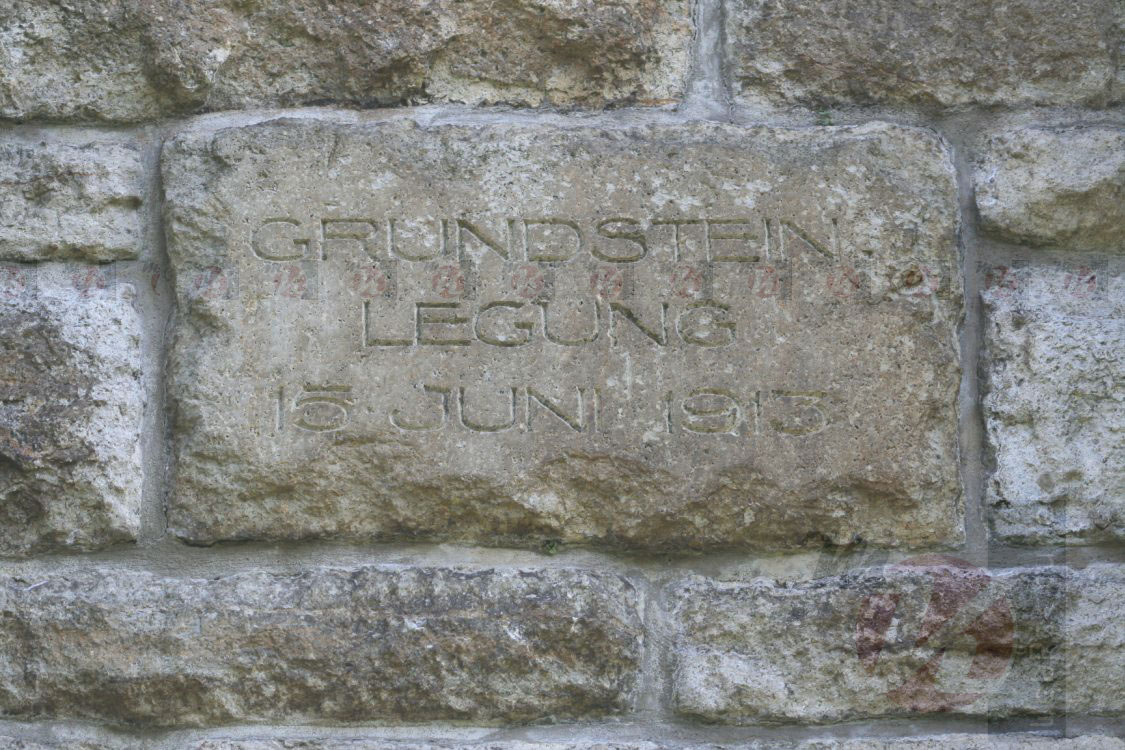 GRUNDSTEIN
LEGUNG
15. JUNI 1913